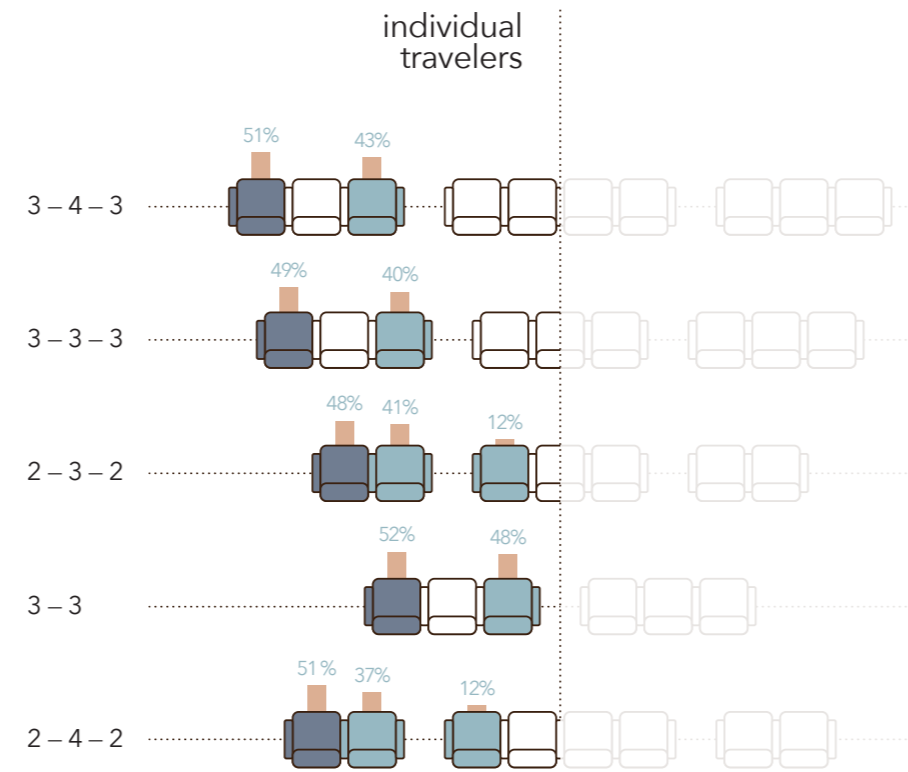 individual
travelers
51% 43%
3 – 4 – 3
49% 40%
3 – 3 – 3
48% 41% 12%
2 – 3 – 2
52% 48%
3 – 3
51% 37% 12%
2 – 4 – 2